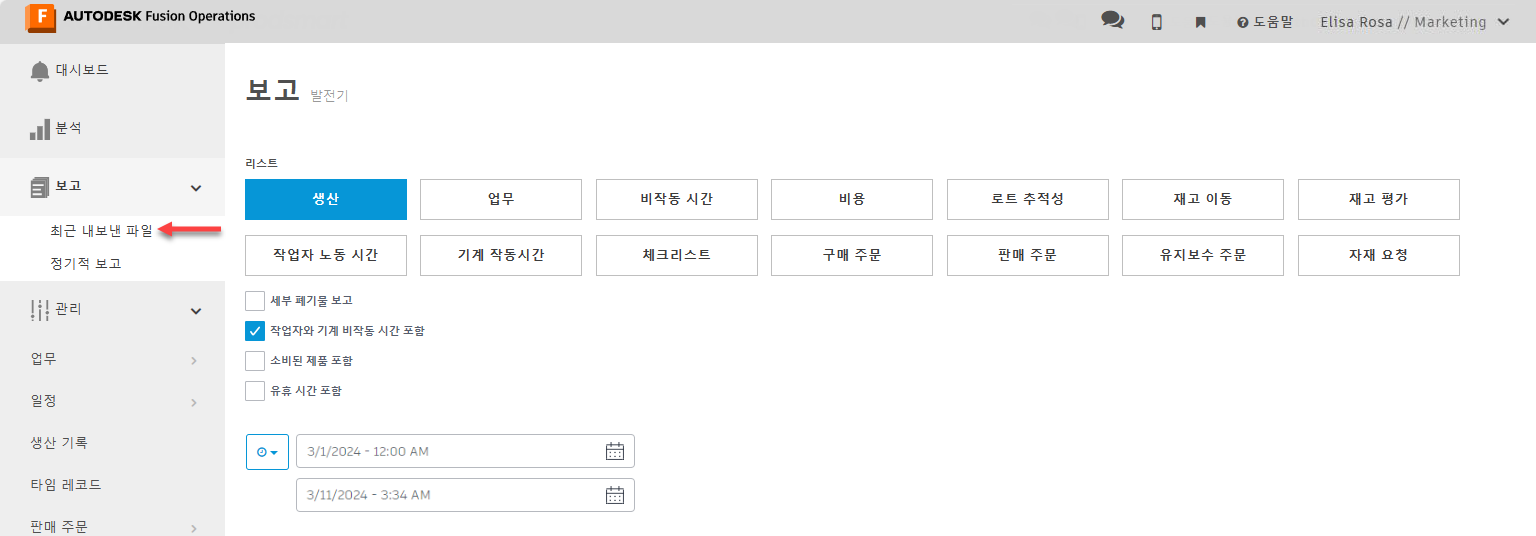 AUTODESK Fusion Operations
도움말
Elisa Rosa // Marketing
대시보드
분석
보고
최근 내보낸 파일
정기적 보고
관리
업무
일정
생산 기록
타임 레코드
판매 주문
보고 발전기
리스트
생산 업무 비작동 시간 비용 로트 추적성 재고 이동 재고 평가
작업자 노동 시간 기계 작동시간 체크리스트 구매 주문 판매 주문 유지보수 주문 자재 요청
세부 폐기물 보고
작업자와 기계 비작동 시간 포함
소비된 제품 포함
유휴 시간 포함
3/1/2024 - 12:00 AM
3/11/2024 - 3:34 AM